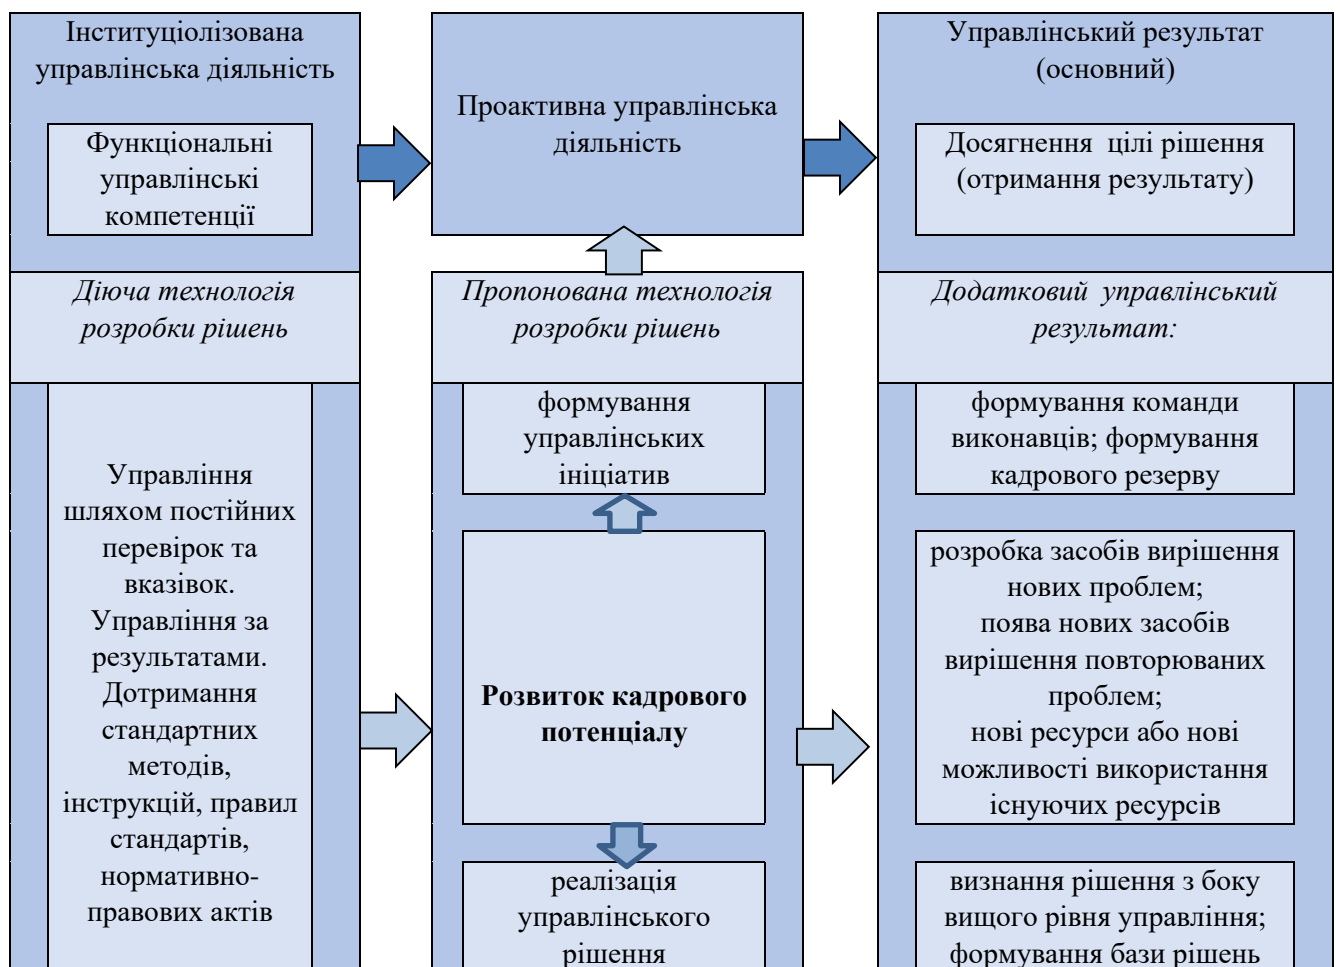 Інституціолізована
управлінська діяльність
Функціональні
управлінські
компетенції
Діюча технологія
розробки рішень
Управління
шляхом постійних
перевірок та
вказівок.
Управління за
результатами.
Дотримання
стандартних
методів,
інструкцій, правил
стандартів,
нормативно-
правових актів
Проактивна управлінська
діяльність
Пропонована технологія
розробки рішень
формування
управлінських
ініціатив
Розвиток кадрового
потенціалу
реалізація
управлінського
рішення
Управлінський результат
(основний)
Досягнення цілі рішення
(отримання результату)
Додатковий управлінський
результат:
формування команди
виконавців; формування
кадрового резерву
розробка засобів вирішення
нових проблем;
поява нових засобів
вирішення повторюваних
проблем;
нові ресурси або нові
можливості використання
існуючих ресурсів
визнання рішення з боку
вищого рівня управління;
формування бази рішень